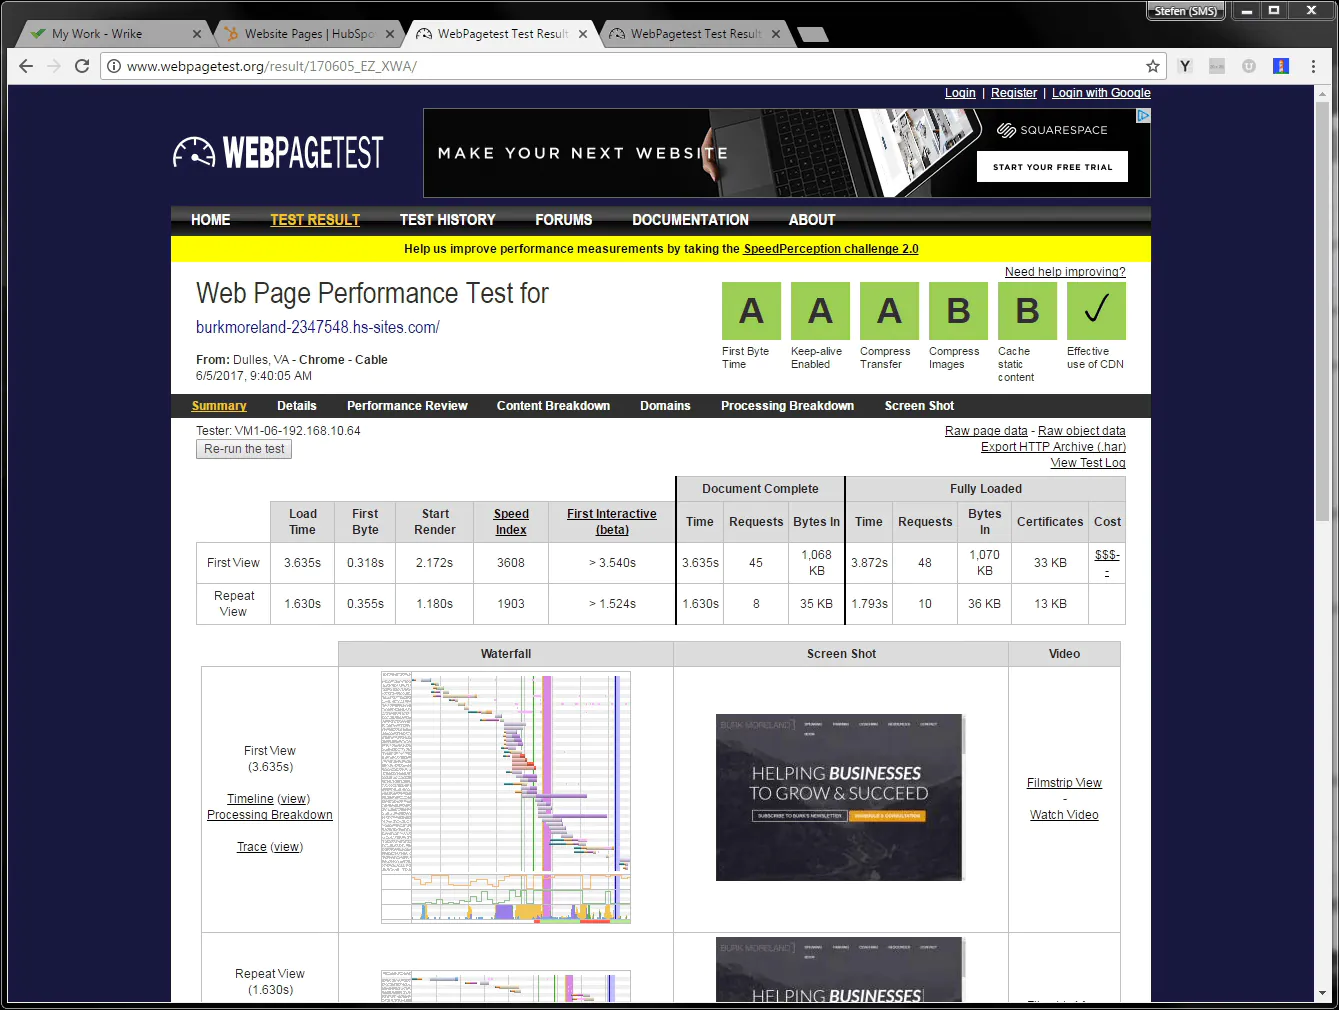 Stefen (SMS)
My Work - Wrike
Website Pages | HubSpo
WebPagetest Test Result
WebPagetest Test Result
www.webpagetest.org/result/170605_EZ_XWA/
Login | Register | Login with Google
WEBPAGETEST
MAKE YOUR NEXT WEBSITE
SQUARESPACE
START YOUR FREE TRIAL
HOME TEST RESULT TEST HISTORY FORUMS DOCUMENTATION ABOUT
Help us improve performance measurements by taking the SpeedPerception challenge 2.0
Need help improving?
Web Page Performance Test for
burkmoreland-2347548.hs-sites.com/
From: Dulles, VA - Chrome - Cable
6/5/2017, 9:40:05 AM
A A A B B
First Byte Time
Keep-alive Enabled
Compress Transfer
Compress Images
Cache static content
Effective use of CDN
Summary Details Performance Review Content Breakdown Domains Processing Breakdown Screen Shot
Tester: VM1-06-192.168.10.64
Re-run the test
Raw page data - Raw object data
Export HTTP Archive (.har)
View Test Log
Document Complete Fully Loaded
Load Time First Byte Start Render Speed Index First Interactive (beta) Time Requests Bytes In Time Requests Bytes In Certificates Cost
First View 3.635s 0.318s 2.172s 3608 > 3.540s 3.635s 45 1,068 KB 3.872s 48 1,070 KB 33 KB $$$--
Repeat View 1.630s 0.355s 1.180s 1903 > 1.524s 1.630s 8 35 KB 1.793s 10 36 KB 13 KB
Waterfall Screen Shot Video
First View
(3.635s)
Timeline (view)
Processing Breakdown
Trace (view)
BURK MORELAND
HELPING BUSINESSES
TO GROW & SUCCEED
SUBSCRIBE TO BURK'S NEWSLETTER
SCHEDULE A CONSULTATION
Filmstrip View
-
Watch Video
Repeat View
(1.630s)
BURK MORELAND
HELPING BUSINESSES